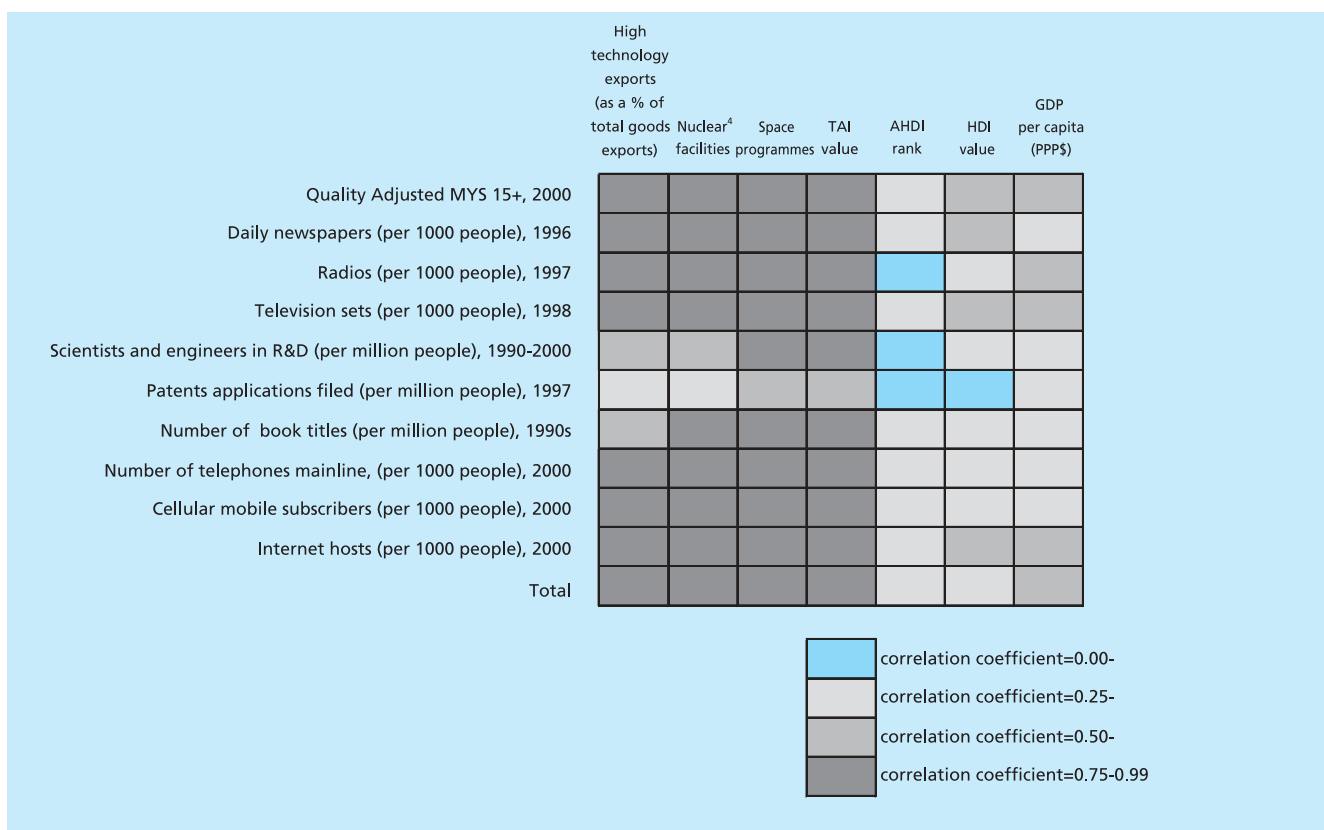 High
technology
exports
(as a % of
total goods
exports)
Nuclear4
facilities
Space
programmes
TAI
value
AHDI
rank
HDI
value
GDP
per capita
(PPP$)
Quality Adjusted MYS 15+, 2000
Daily newspapers (per 1000 people), 1996
Radios (per 1000 people), 1997
Television sets (per 1000 people), 1998
Scientists and engineers in R&D (per million people), 1990-2000
Patents applications filed (per million people), 1997
Number of book titles (per million people), 1990s
Number of telephones mainline, (per 1000 people), 2000
Cellular mobile subscribers (per 1000 people), 2000
Internet hosts (per 1000 people), 2000
Total
correlation coefficient=0.00-
correlation coefficient=0.25-
correlation coefficient=0.50-
correlation coefficient=0.75-0.99